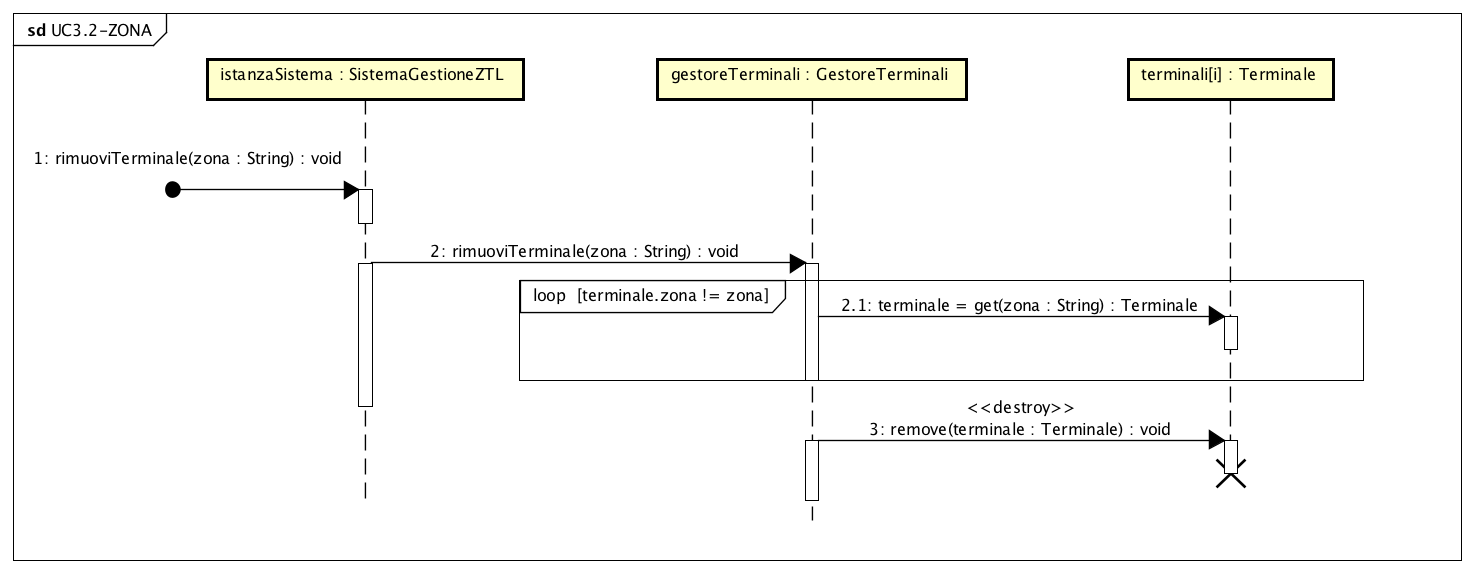 sd UC3.2-ZONA
istanzaSistema : SistemaGestioneZTL
gestoreTerminali : GestoreTerminali
terminali[i] : Terminale
1: rimuoviTerminale(zona : String) : void
2: rimuoviTerminale(zona : String) : void
loop [terminale.zona != zona]
2.1: terminale = get(zona : String) : Terminale
<<destroy>>
3: remove(terminale : Terminale) : void